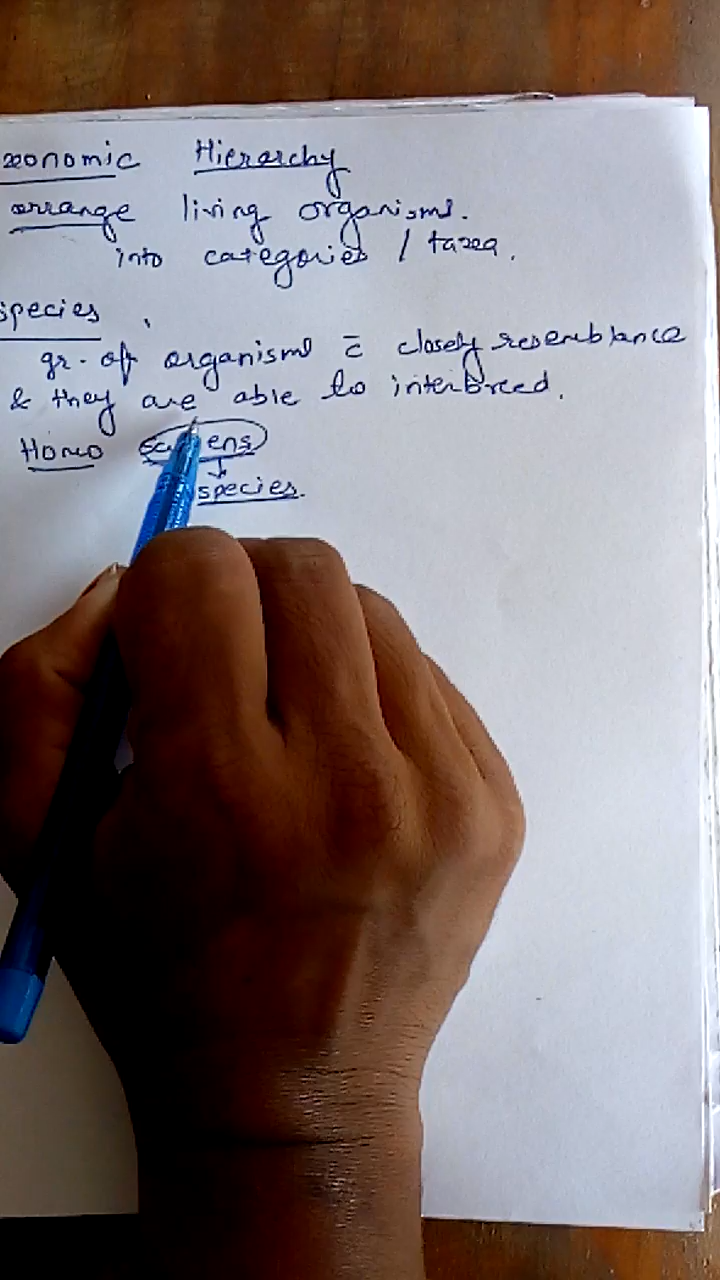 xonomic Hierarchy
arrange living organisms.
into categories / taxa.
species
gr. of organisms c̄ closely resemblance
& they are able to interbreed.
Homo
species.